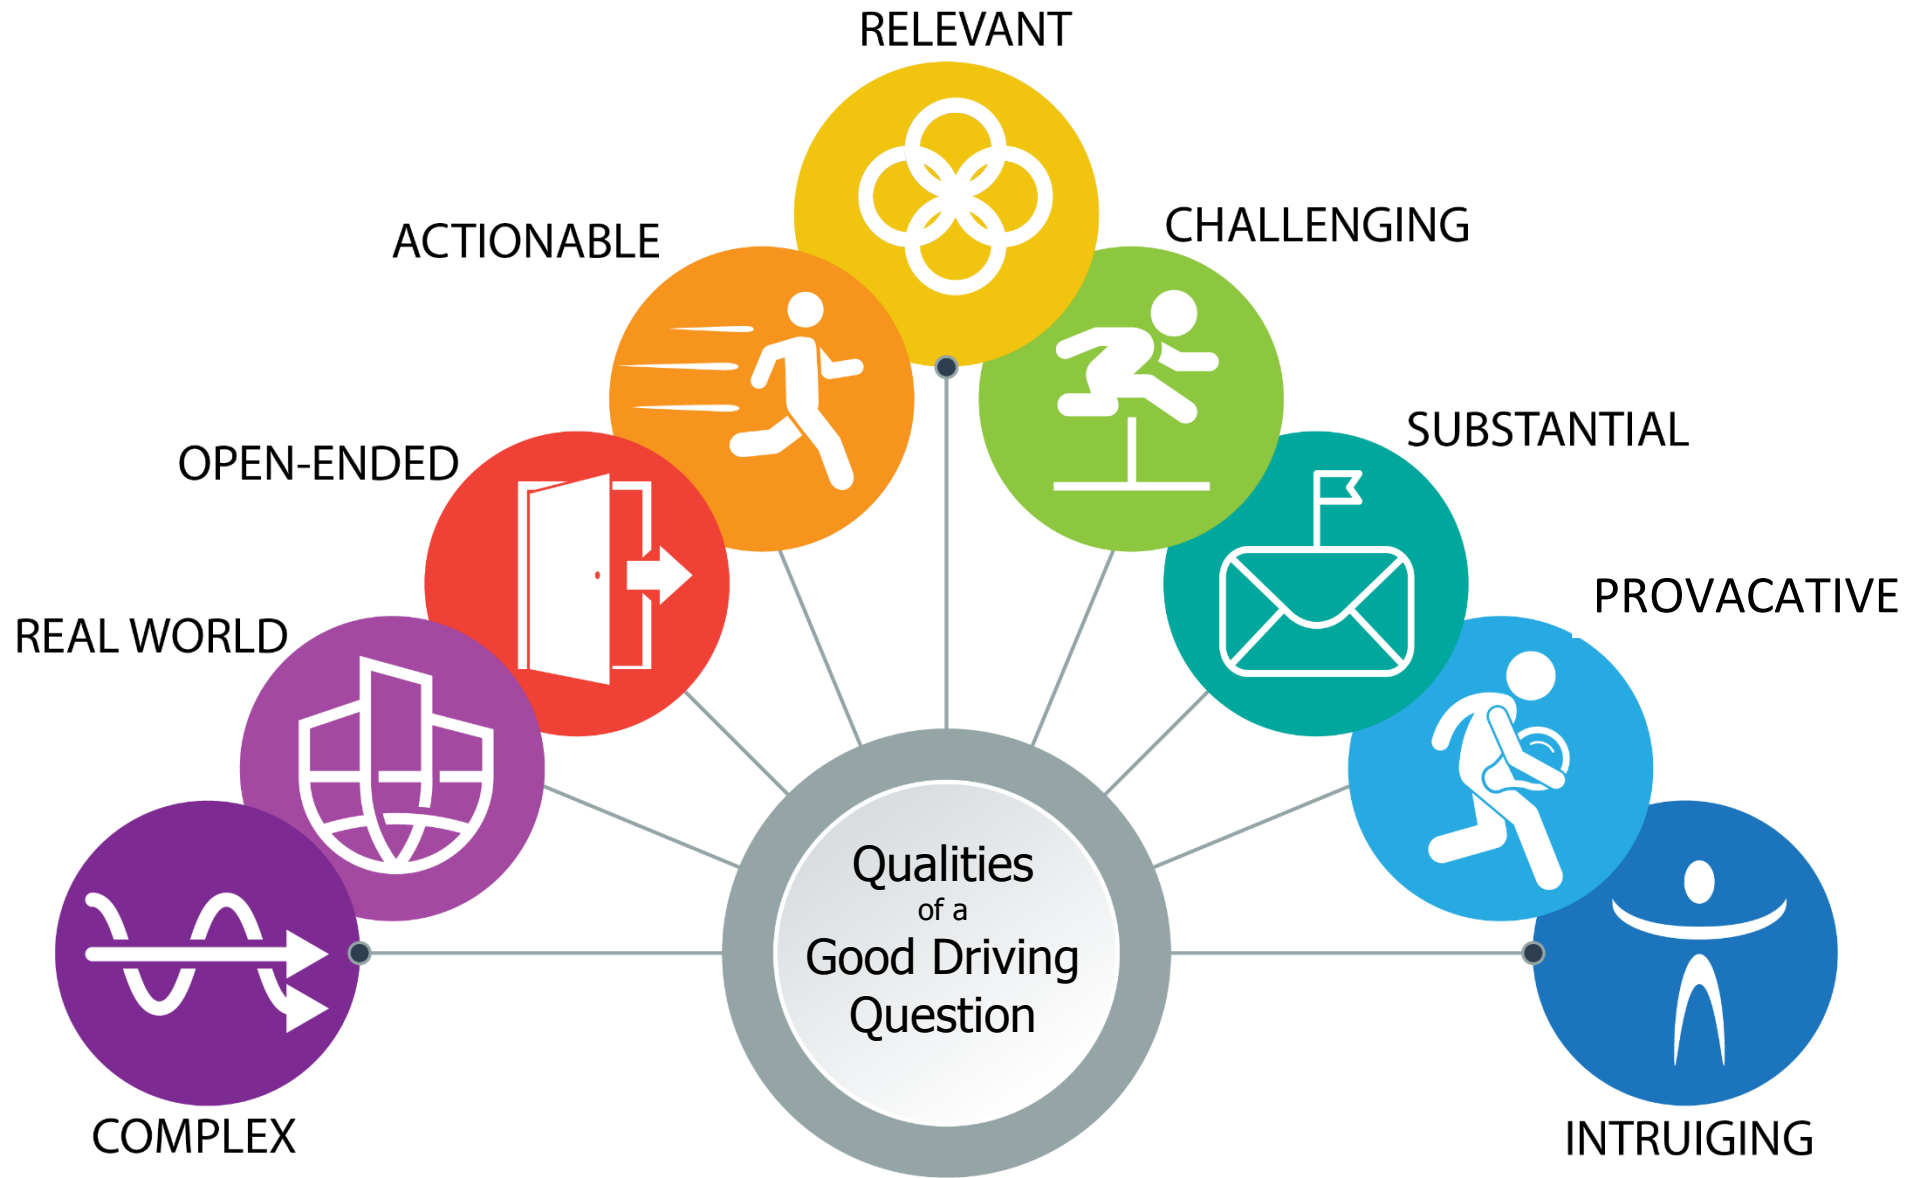 RELEVANT
CHALLENGING
ACTIONABLE
SUBSTANTIAL
OPEN-ENDED
PROVACATIVE
REAL WORLD
Qualities
of a
Good Driving
Question
COMPLEX
INTRUIGING